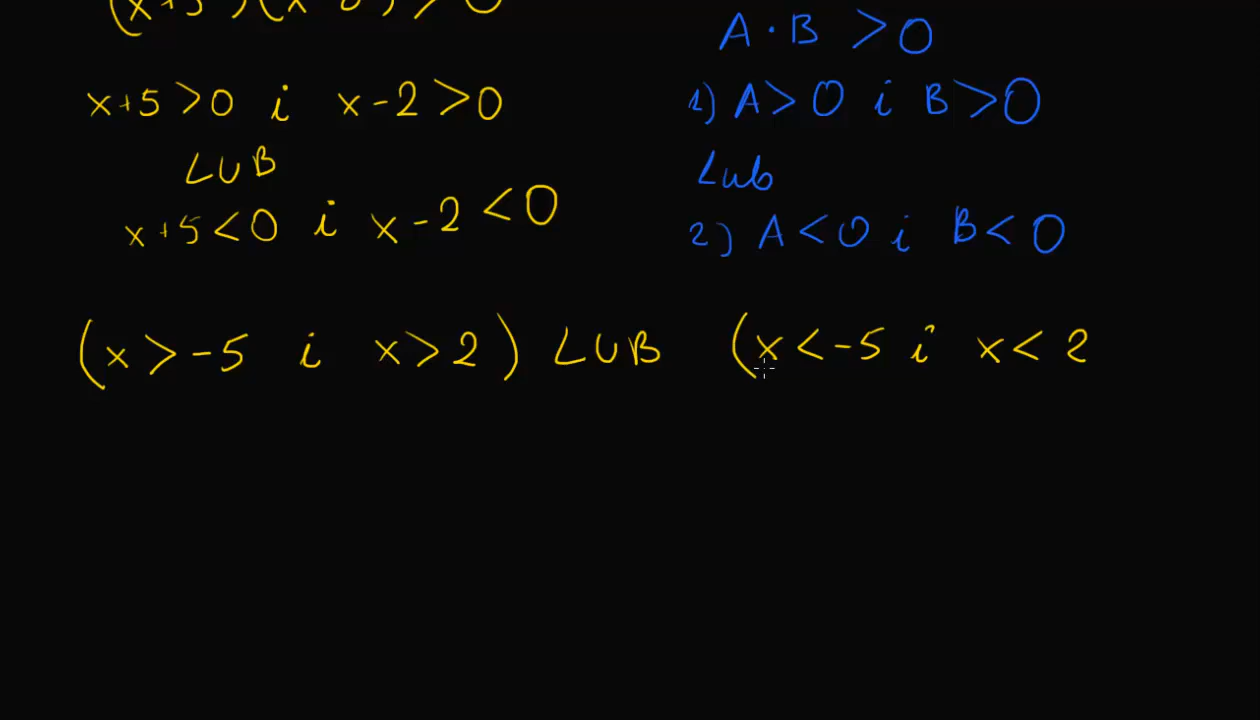 x+5>0 i x-2>0
LUB
x+5<0 i x-2<0
A·B >0
1) A>0 i B>0
Lub
2) A<0 i B<0
(x>-5 i x>2) LUB (x<-5 i x<2